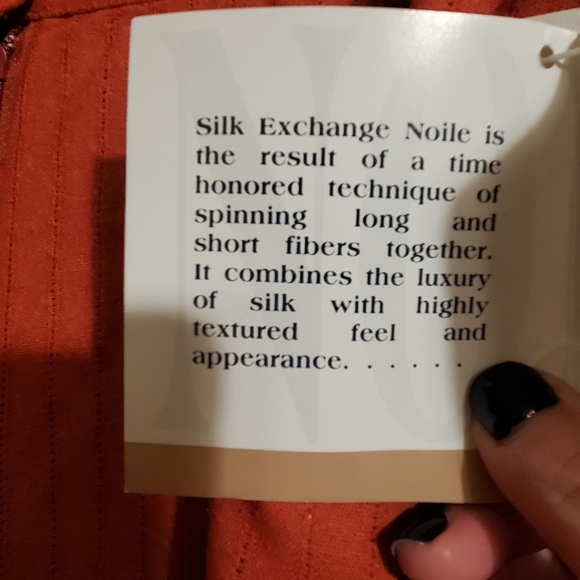 Silk Exchange Noile is
the result of a time
honored technique of
spinning long and
short fibers together.
It combines the luxury
of silk with highly
textured feel and
appearance. . . . . . .